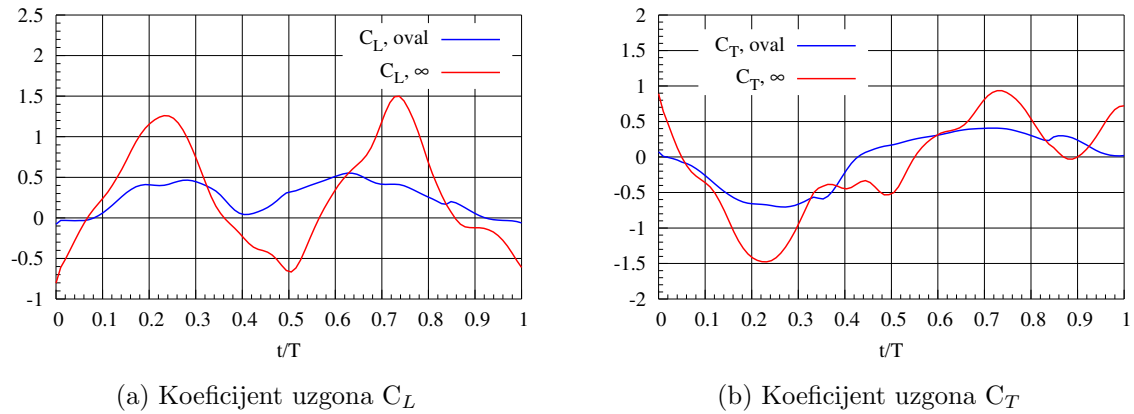 2.5
2
1.5
1
0.5
0
-0.5
-1
C_L, oval
C_L, ∞
0 0.1 0.2 0.3 0.4 0.5 0.6 0.7 0.8 0.9 1
t/T
(a) Koeficijent uzgona C_L
2
1.5
1
0.5
0
-0.5
-1
-1.5
-2
C_T, oval
C_T, ∞
0 0.1 0.2 0.3 0.4 0.5 0.6 0.7 0.8 0.9 1
t/T
(b) Koeficijent uzgona C_T